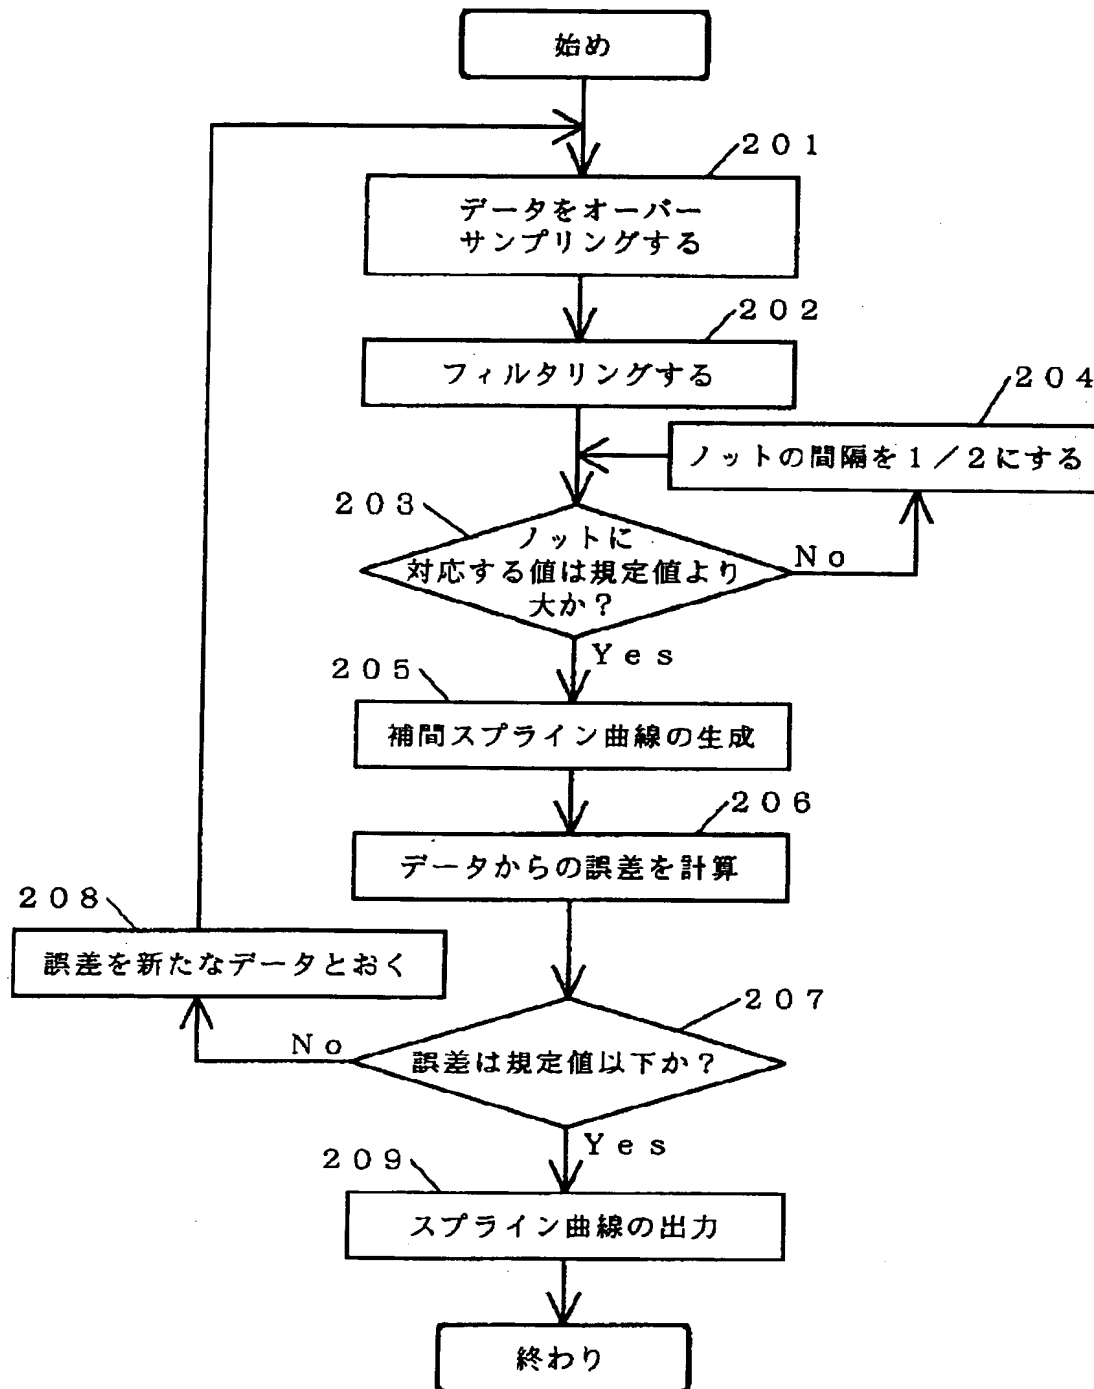 始め
201
データをオーバー
サンプリングする
202
フィルタリングする
204
ノットの間隔を1/2にする
203
ノットに
対応する値は規定値より
大か?
No
Yes
205
補間スプライン曲線の生成
206
データからの誤差を計算
208
誤差を新たなデータとおく
207
誤差は規定値以下か?
No
Yes
209
スプライン曲線の出力
終わり